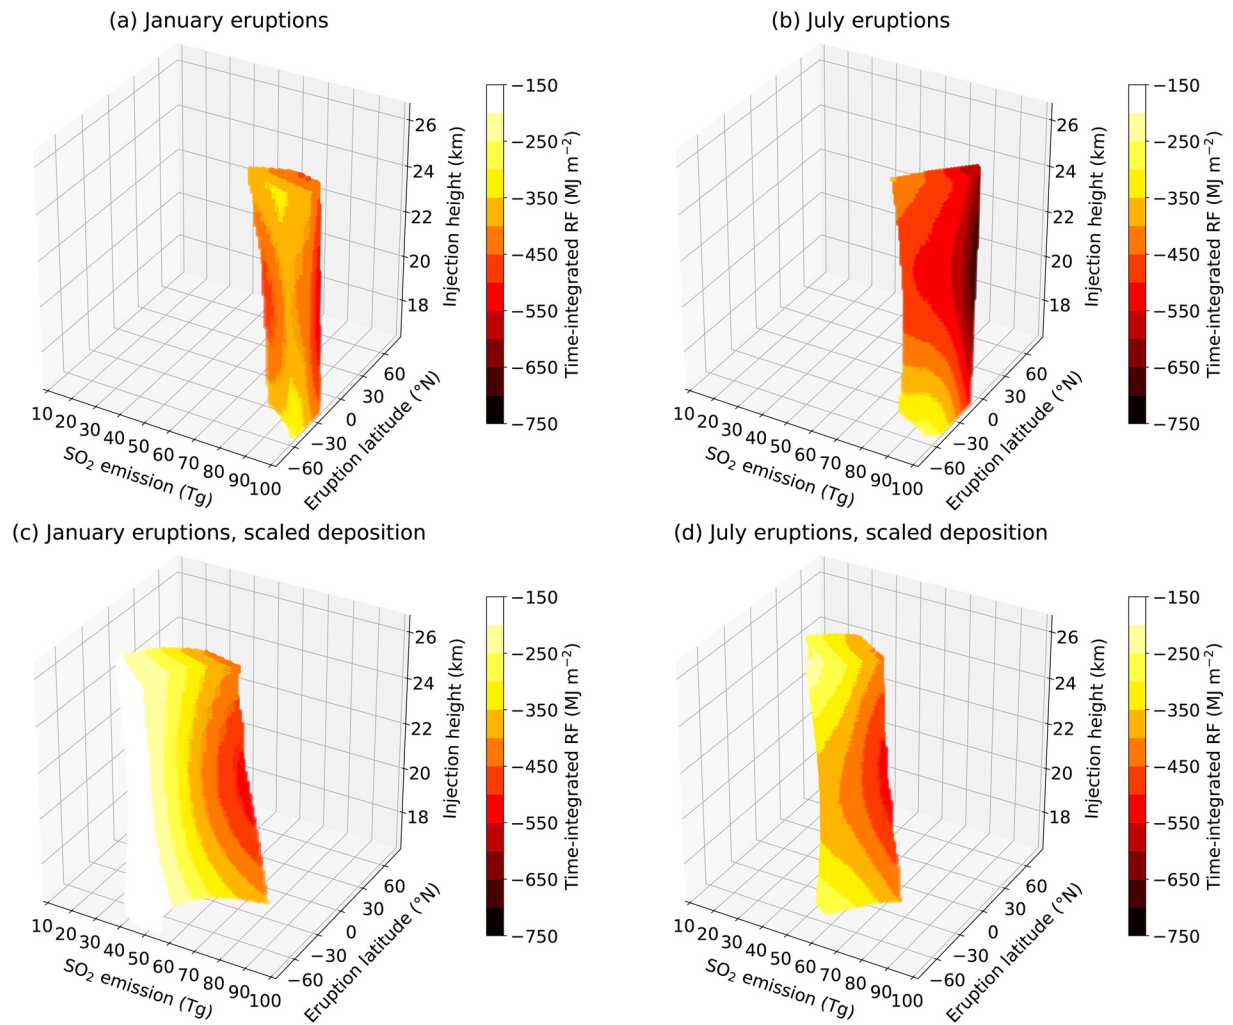 (a) January eruptions
26
24
22
20
18
Injection height (km)
10 20 30 40 50 60 70 80 90 100
SO₂ emission (Tg)
−60 −30 0 30 60
Eruption latitude (°N)
−150
−250
−350
−450
−550
−650
−750
Time-integrated RF (MJ m⁻²)
(b) July eruptions
26
24
22
20
18
Injection height (km)
10 20 30 40 50 60 70 80 90 100
SO₂ emission (Tg)
−60 −30 0 30 60
Eruption latitude (°N)
−150
−250
−350
−450
−550
−650
−750
Time-integrated RF (MJ m⁻²)
(c) January eruptions, scaled deposition
26
24
22
20
18
Injection height (km)
10 20 30 40 50 60 70 80 90 100
SO₂ emission (Tg)
−60 −30 0 30 60
Eruption latitude (°N)
−150
−250
−350
−450
−550
−650
−750
Time-integrated RF (MJ m⁻²)
(d) July eruptions, scaled deposition
26
24
22
20
18
Injection height (km)
10 20 30 40 50 60 70 80 90 100
SO₂ emission (Tg)
−60 −30 0 30 60
Eruption latitude (°N)
−150
−250
−350
−450
−550
−650
−750
Time-integrated RF (MJ m⁻²)